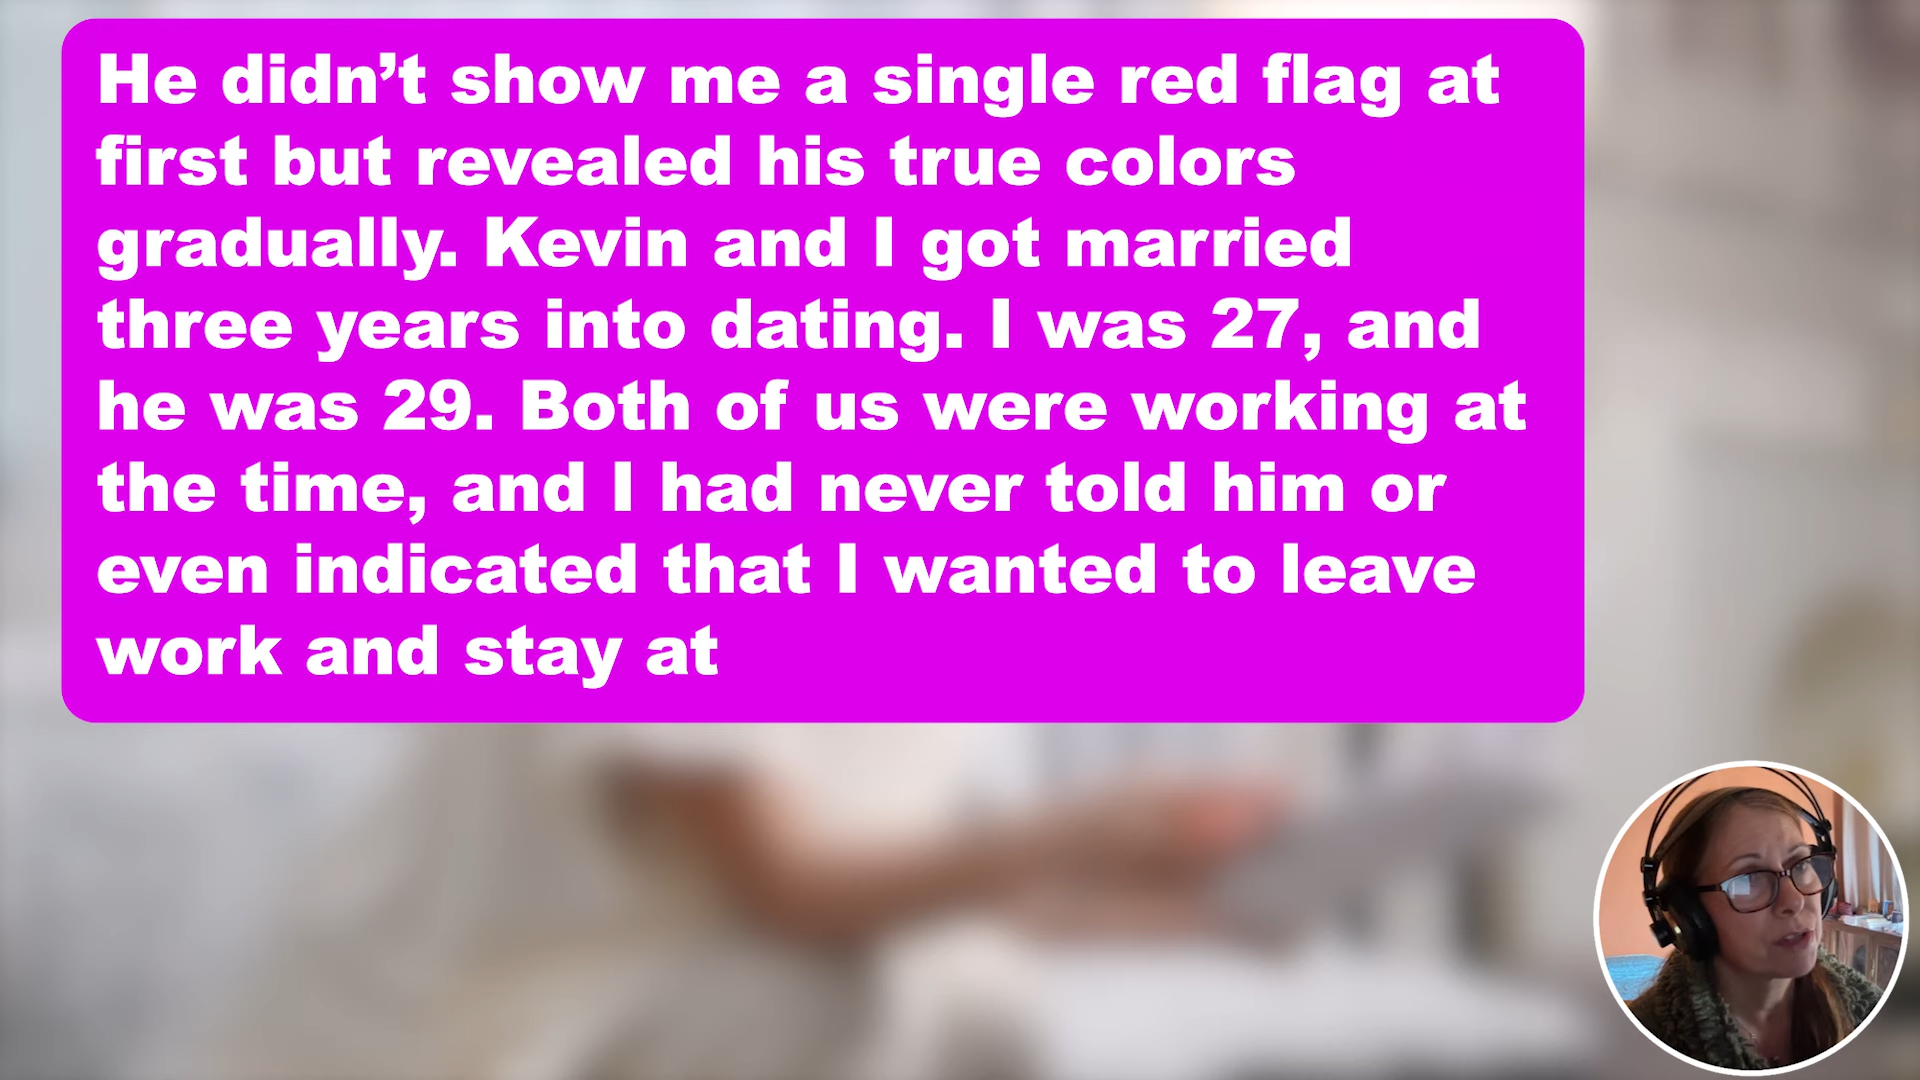 He didn’t show me a single red flag at
first but revealed his true colors
gradually. Kevin and I got married
three years into dating. I was 27, and
he was 29. Both of us were working at
the time, and I had never told him or
even indicated that I wanted to leave
work and stay at